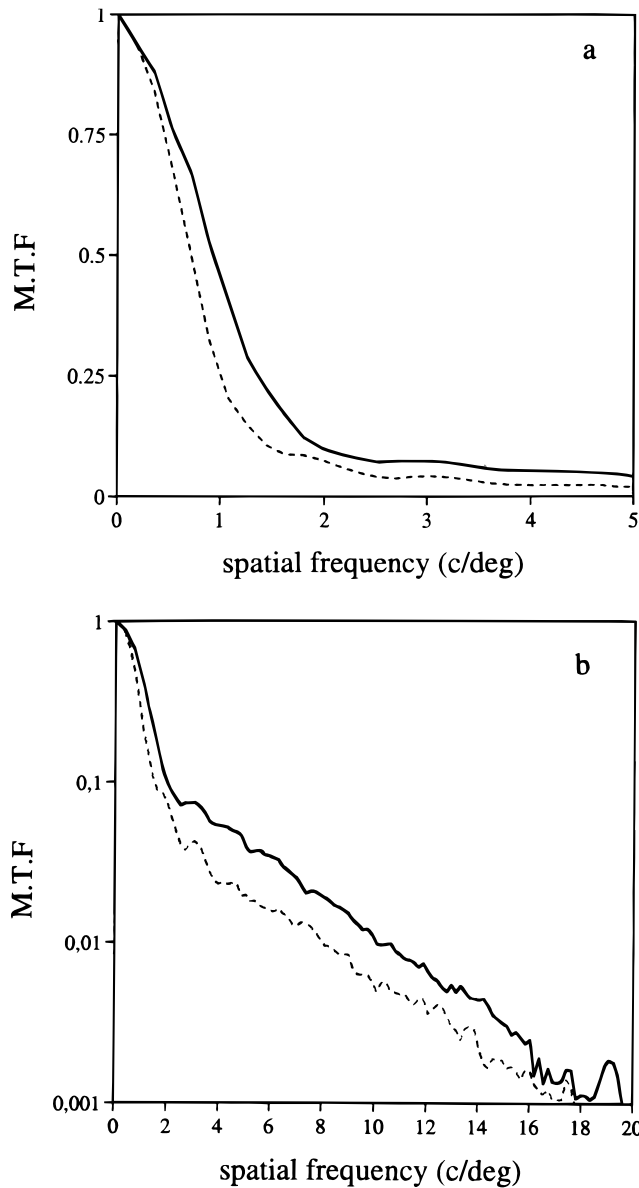 1
a
0.75
M.T.F
0.5
0.25
0
0 1 2 3 4 5
spatial frequency (c/deg)
1
b
0,1
M.T.F
0,01
0,001
0 2 4 6 8 10 12 14 16 18 20
spatial frequency (c/deg)